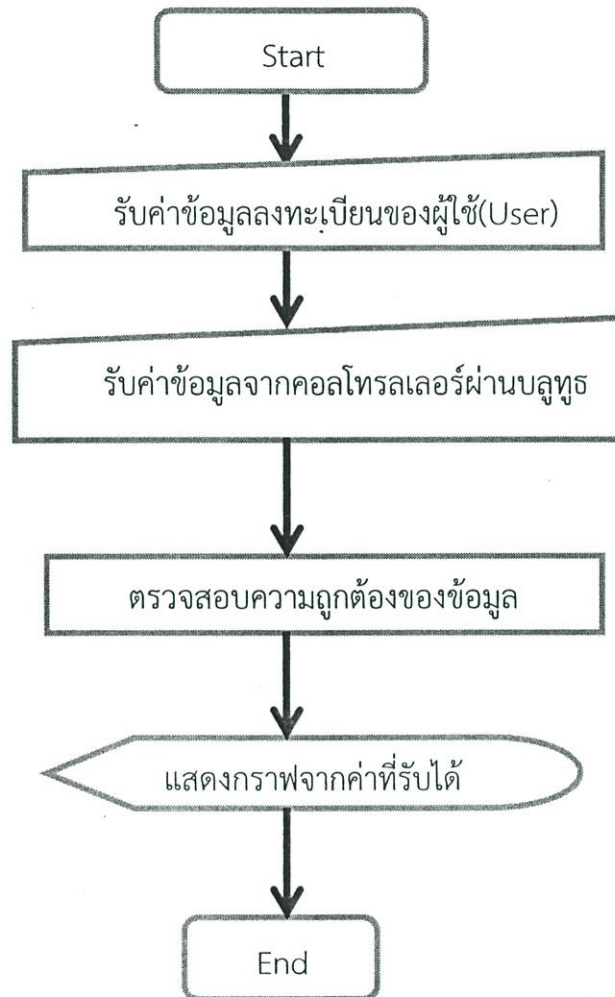 Start
รับค่าข้อมูลลงทะเบียนของผู้ใช้(User)
รับค่าข้อมูลจากคอลโทรลเลอร์ผ่านบลูทูธ
ตรวจสอบความถูกต้องของข้อมูล
แสดงกราฟจากค่าที่รับได้
End